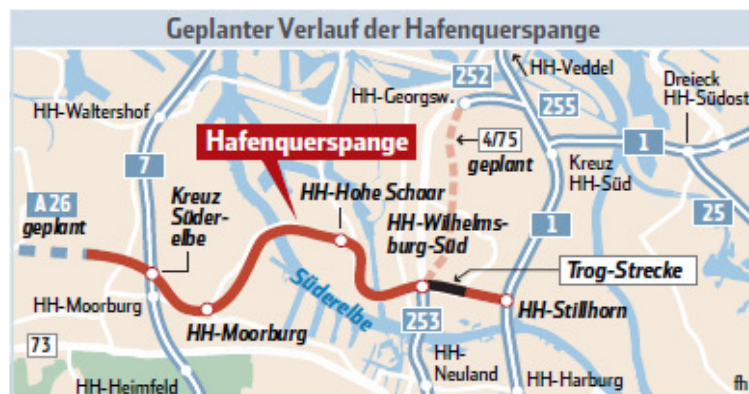 Geplanter Verlauf der Hafenquerspange
252
HH-Veddel
HH-Georgsw.
255
Dreieck
HH-Südost
HH-Waltershof
Hafenquerspange
4/75
geplant
1
7
Kreuz
HH-Süd
A 26
geplant
Kreuz
Süder-
elbe
HH-Hohe Schaar
HH-Wilhelms-
burg-Süd
1
25
Trog-Strecke
HH-Moorburg
HH-Moorburg
Süderelbe
253
HH-Stillhorn
73
HH-
Neuland
HH-Heimfeld
HH-Harburg
fh